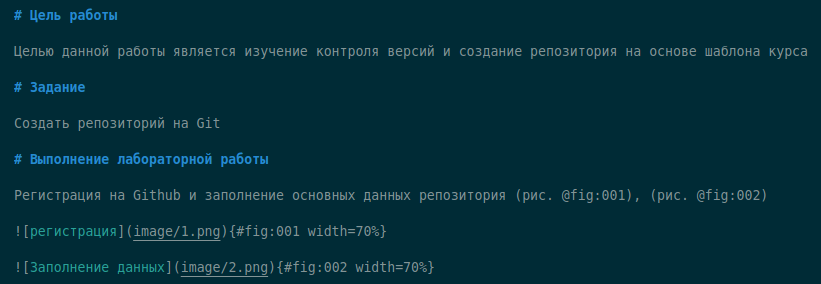 # Цель работы
Целью данной работы является изучение контроля версий и создание репозитория на основе шаблона курса
# Задание
Создать репозиторий на Git
# Выполнение лабораторной работы
Регистрация на Github и заполнение основных данных репозитория (рис. @fig:001), (рис. @fig:002)
![регистрация](image/1.png){#fig:001 width=70%}
![Заполнение данных](image/2.png){#fig:002 width=70%}